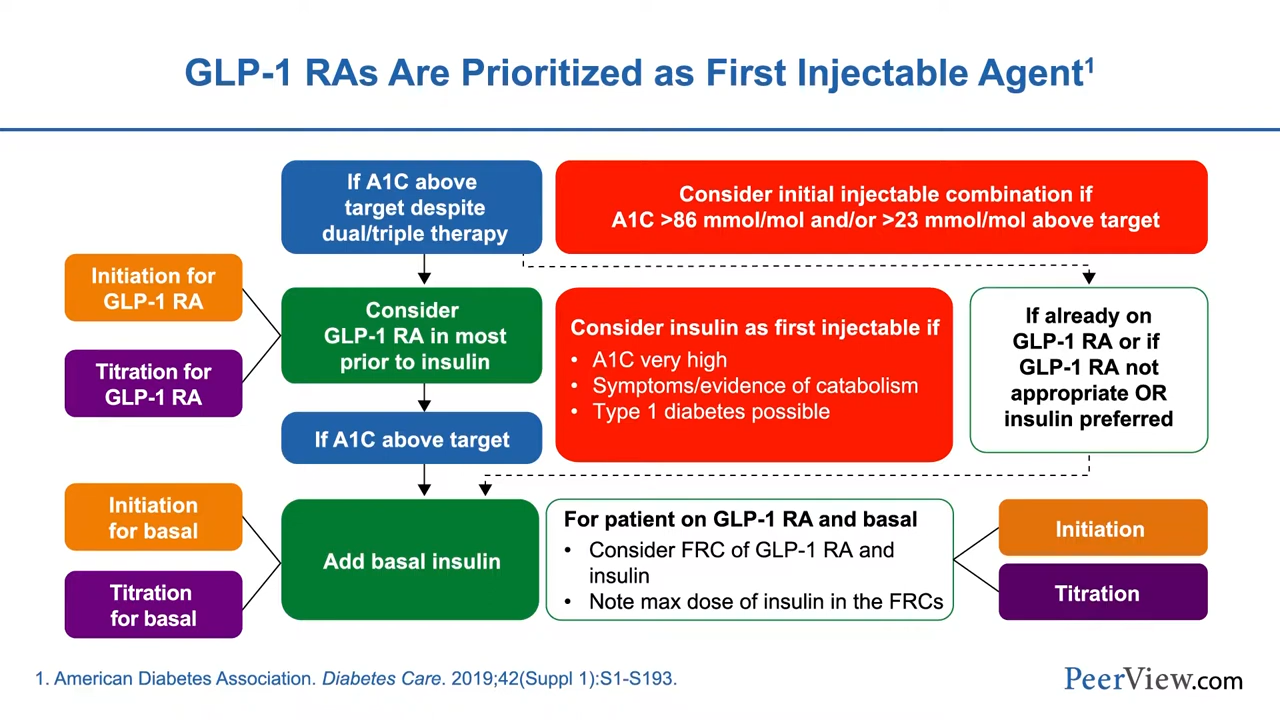 GLP-1 RAs Are Prioritized as First Injectable Agent1
If A1C above
target despite
dual/triple therapy
Consider initial injectable combination if
A1C >86 mmol/mol and/or >23 mmol/mol above target
Initiation for
GLP-1 RA
Titration for
GLP-1 RA
Consider
GLP-1 RA in most
prior to insulin
Consider insulin as first injectable if
• A1C very high
• Symptoms/evidence of catabolism
• Type 1 diabetes possible
If already on
GLP-1 RA or if
GLP-1 RA not
appropriate OR
insulin preferred
If A1C above target
Initiation
for basal
Titration
for basal
Add basal insulin
For patient on GLP-1 RA and basal
• Consider FRC of GLP-1 RA and
insulin
• Note max dose of insulin in the FRCs
Initiation
Titration
1. American Diabetes Association. Diabetes Care. 2019;42(Suppl 1):S1-S193.
PeerView.com